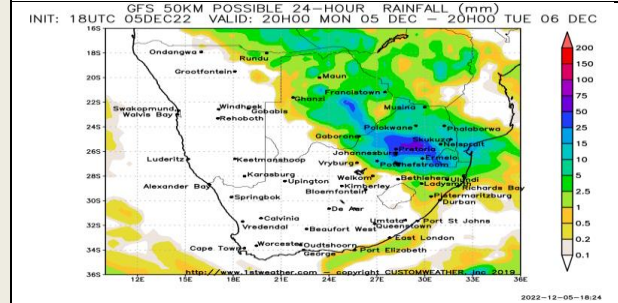 GFS 50KM POSSIBLE 24-HOUR RAINFALL (mm)
INIT: 18UTC 05DEC22 VALID: 20H00 MON 05 DEC - 20H00 TUE 06 DEC
16S
Ondangwa
Rundu
200
18S
150
Grootfontein
Maun
100
20S
Francistown
75
Ghanzi
22S
Windhoek
Gobabis
Musina
50
Swakopmund
Walvis Bay
Rehoboth
25
24S
Polokwane
Phalaborwa
20
Gaborone
Skukuza
15
26S
Johannesburg
Pretoria
Nelspruit
10
Luderitz
Keetmanshoop
Vryburg
Potchefstroom
Ermelo
5
28S
Karasburg
Upington
Welkom
Bethlehem
Ulundi
2.5
Alexander Bay
Kimberley
Ladysmith
Richards Bay
1
30S
Springbok
Bloemfontein
Pietermaritzburg
Durban
0.5
De Aar
32S
Calvinia
Umtata
Port St Johns
0.2
Vredendal
Beaufort West
Queenstown
0.1
East London
34S
Cape Town
Worcester
Oudtshoorn
George
Port Elizabeth
http://www.1stweather.com - copyright CUSTOMWEATHER, inc 2019
36S
12E 15E 18E 21E 24E 27E 30E 33E 36E
2022-12-05-18:24